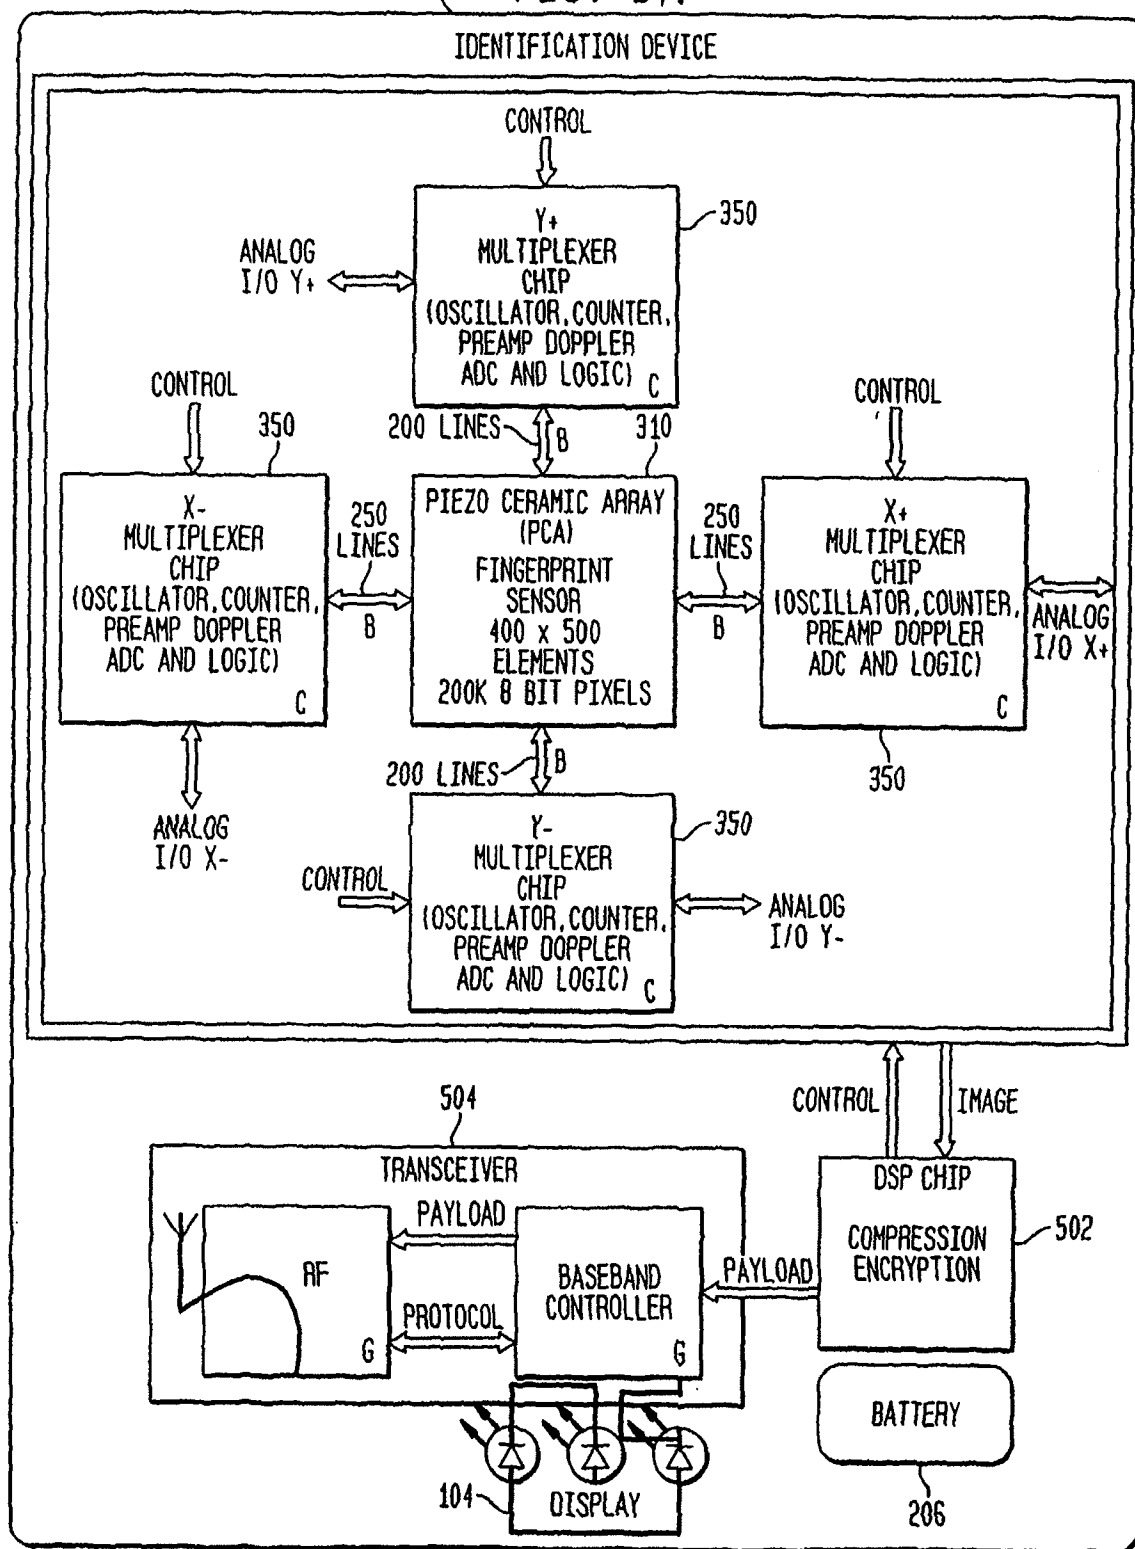 IDENTIFICATION DEVICE
CONTROL
Y+
MULTIPLEXER
CHIP
(OSCILLATOR,COUNTER,
PREAMP DOPPLER
ADC AND LOGIC)
C
350
ANALOG
I/O Y+
CONTROL
350
200 LINES
B
310
CONTROL
X-
MULTIPLEXER
CHIP
(OSCILLATOR,COUNTER,
PREAMP DOPPLER
ADC AND LOGIC)
C
250
LINES
B
PIEZO CERAMIC ARRAY
(PCA)
FINGERPRINT
SENSOR
400 x 500
ELEMENTS
200K 8 BIT PIXELS
250
LINES
B
X+
MULTIPLEXER
CHIP
(OSCILLATOR,COUNTER,
PREAMP DOPPLER
ADC AND LOGIC)
C
ANALOG
I/O X+
350
ANALOG
I/O X-
200 LINES
B
Y-
MULTIPLEXER
CHIP
(OSCILLATOR,COUNTER,
PREAMP DOPPLER
ADC AND LOGIC)
C
350
CONTROL
ANALOG
I/O Y-
CONTROL
IMAGE
504
TRANSCEIVER
RF
G
PAYLOAD
PROTOCOL
BASEBAND
CONTROLLER
G
PAYLOAD
DSP CHIP
COMPRESSION
ENCRYPTION
502
BATTERY
206
104
DISPLAY